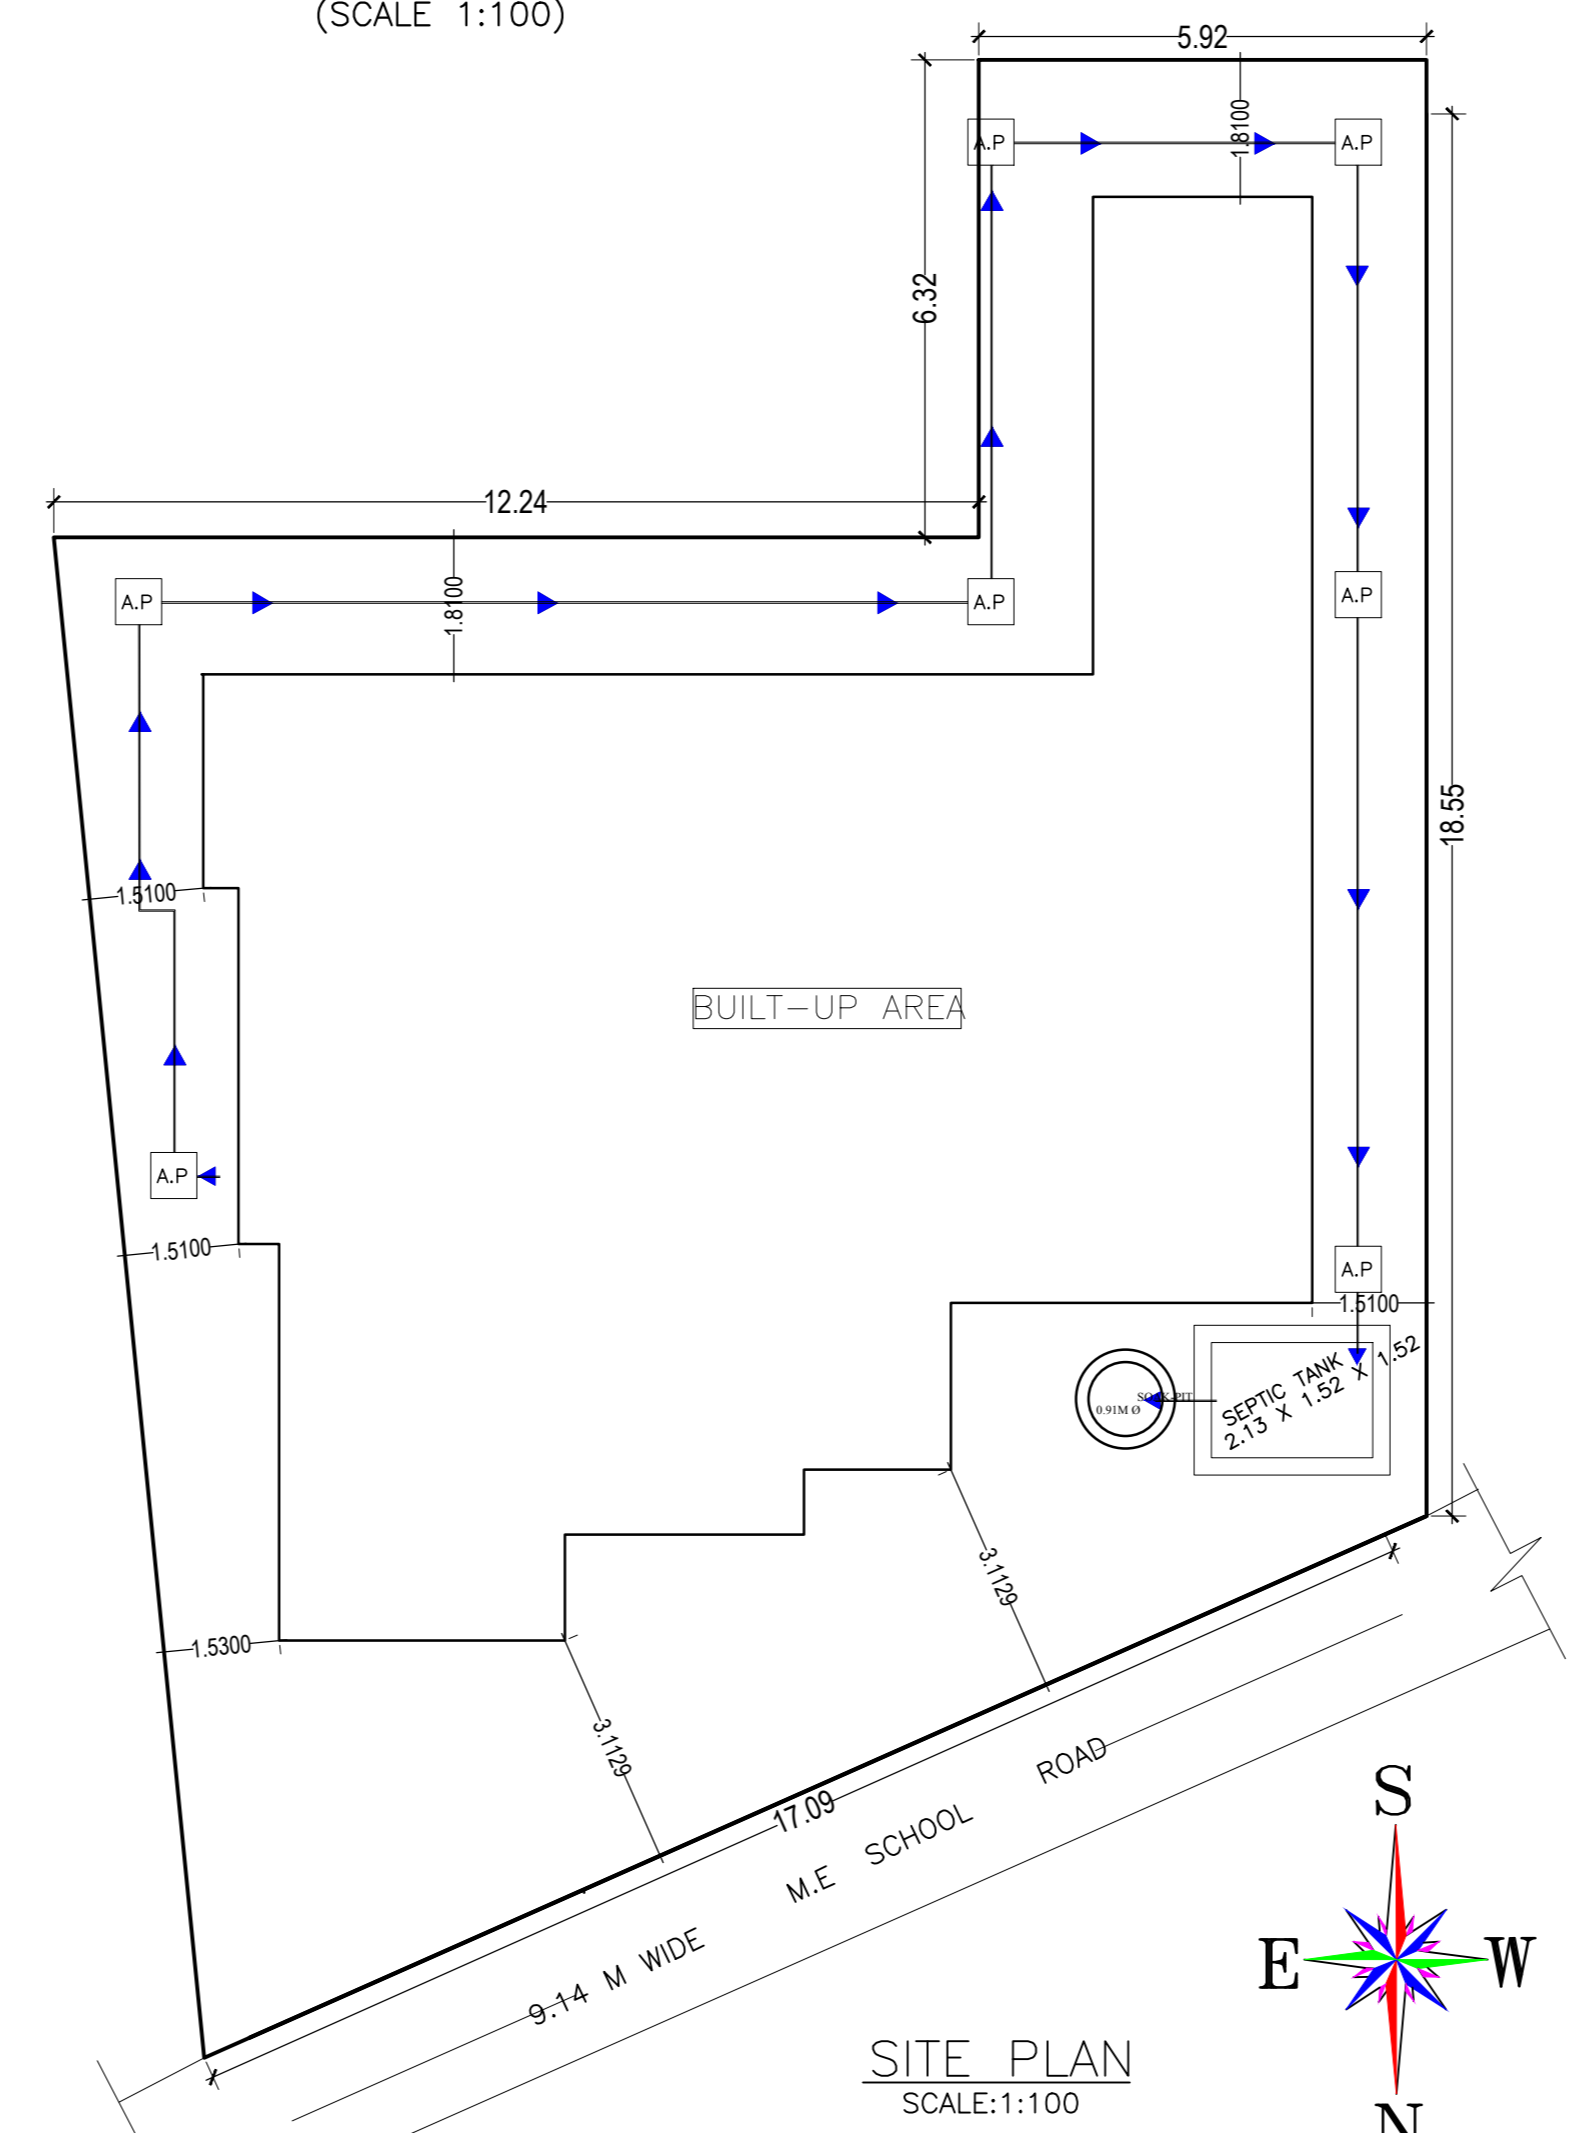 (SCALE 1:100)
5.92
1.8100
A.P
A.P
6.32
12.24
A.P
1.8100
A.P
A.P
18.55
1.5100
BUILT-UP AREA
A.P
1.5100
A.P
1.5100
SEPTIC TANK
2.13 X 1.52 X 1.52
SOAK-PIT
0.91M Ø
3.1129
1.5300
3.1129
17.09
9.14 M WIDE M.E SCHOOL ROAD
S
E
W
N
SITE PLAN
SCALE:1:100